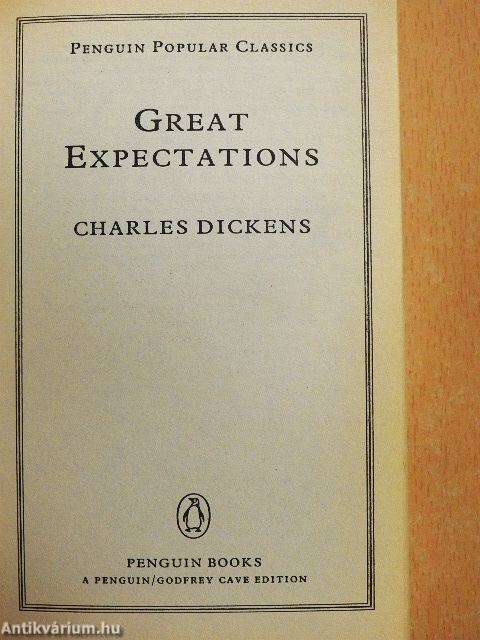 PENGUIN POPULAR CLASSICS
GREAT
EXPECTATIONS
CHARLES DICKENS
PENGUIN BOOKS
A PENGUIN/GODFREY CAVE EDITION
Antikvárium.hu